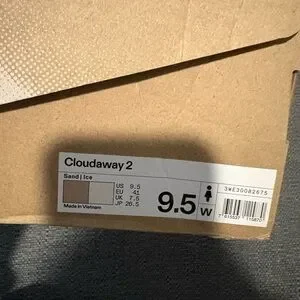 Cloudaway 2
Sand | Ice
US 9.5
EU 41
UK 7.5
JP 26.5
Made in Vietnam
9.5
W
3WE30082675